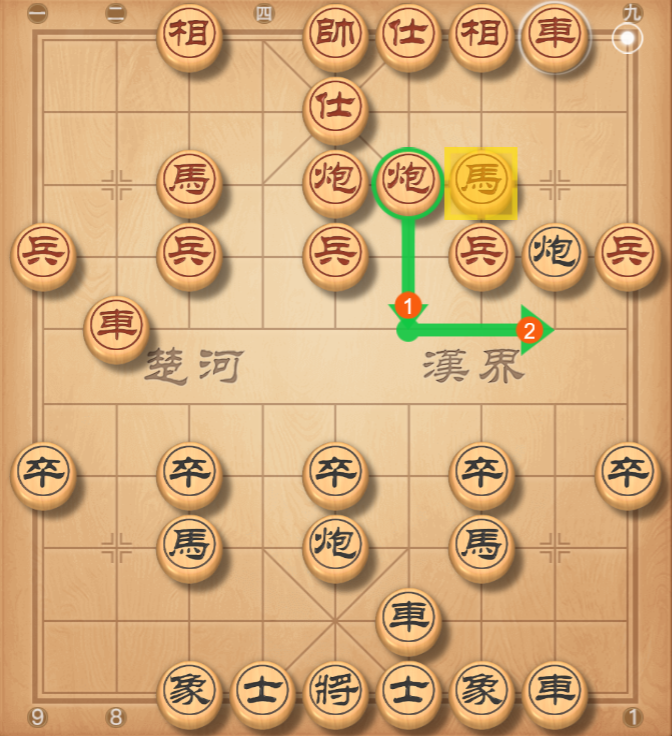 一 二 四 九
相 帥 仕 相 車
仕
馬 炮 炮 馬
兵 兵 兵 兵 炮 兵
1
車 2
楚河 漢界
卒 卒 卒 卒 卒
馬 炮 馬
車
象 士 將 士 象 車
9 8 1